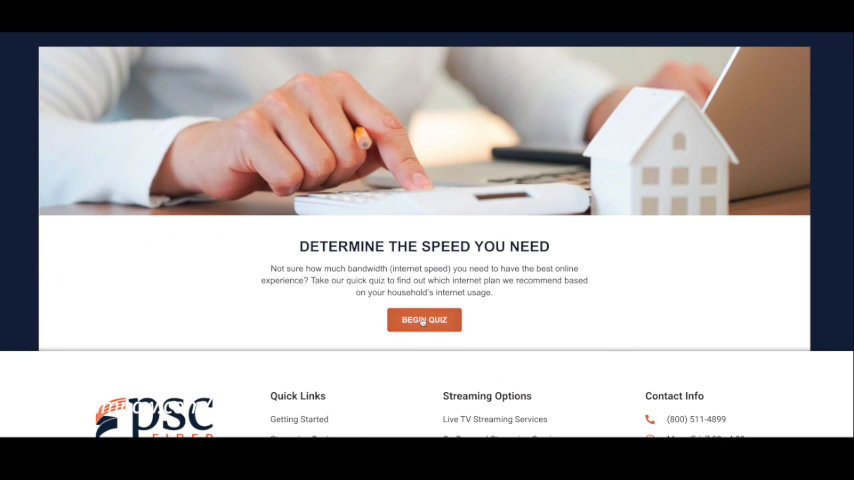 DETERMINE THE SPEED YOU NEED
Not sure how much bandwidth (internet speed) you need to have the best online
experience? Take our quick quiz to find out which internet plan we recommend based
on your household's internet usage.
BEGIN QUIZ
psc
FIBER
Quick Links
Getting Started
Streaming Options
Live TV Streaming Services
Contact Info
(800) 511-4899